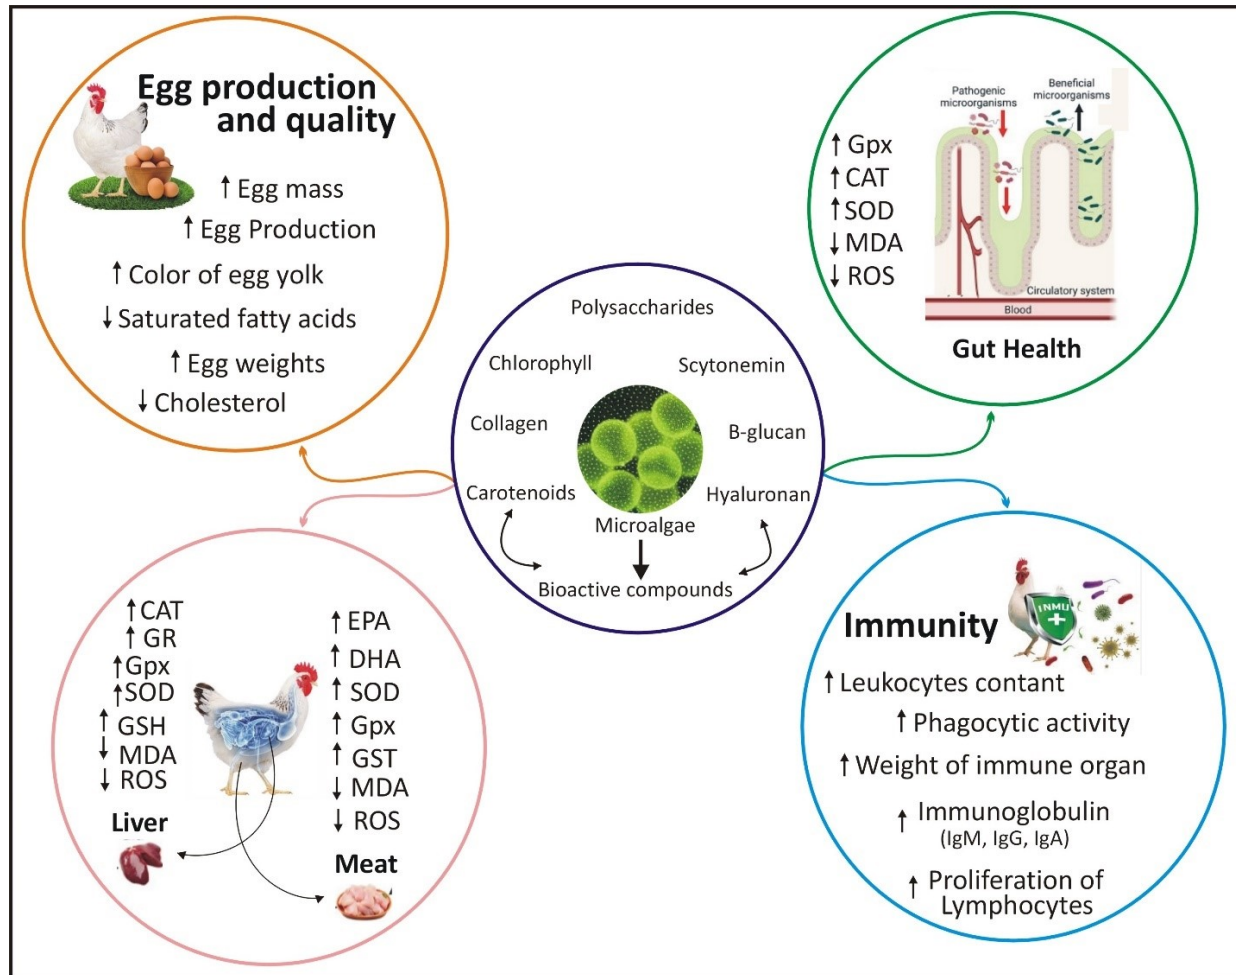 Egg production
and quality
↑ Egg mass
↑ Egg Production
↑ Color of egg yolk
↓ Saturated fatty acids
↑ Egg weights
↓ Cholesterol
Pathogenic
microorganisms
Beneficial
microorganisms
↑ Gpx
↑ CAT
↑ SOD
↓ MDA
↓ ROS
Circulatory system
Blood
Gut Health
Polysaccharides
Chlorophyll
Scytonemin
Collagen
B-glucan
Carotenoids
Hyaluronan
Microalgae
Bioactive compounds
↑ CAT
↑ GR
↑ Gpx
↑ SOD
↑ GSH
↓ MDA
↓ ROS
Liver
↑ EPA
↑ DHA
↑ SOD
↑ Gpx
↑ GST
↓ MDA
↓ ROS
Meat
Immunity
INMU
↑ Leukocytes contant
↑ Phagocytic activity
↑ Weight of immune organ
↑ Immunoglobulin
(IgM, IgG, IgA)
↑ Proliferation of
Lymphocytes